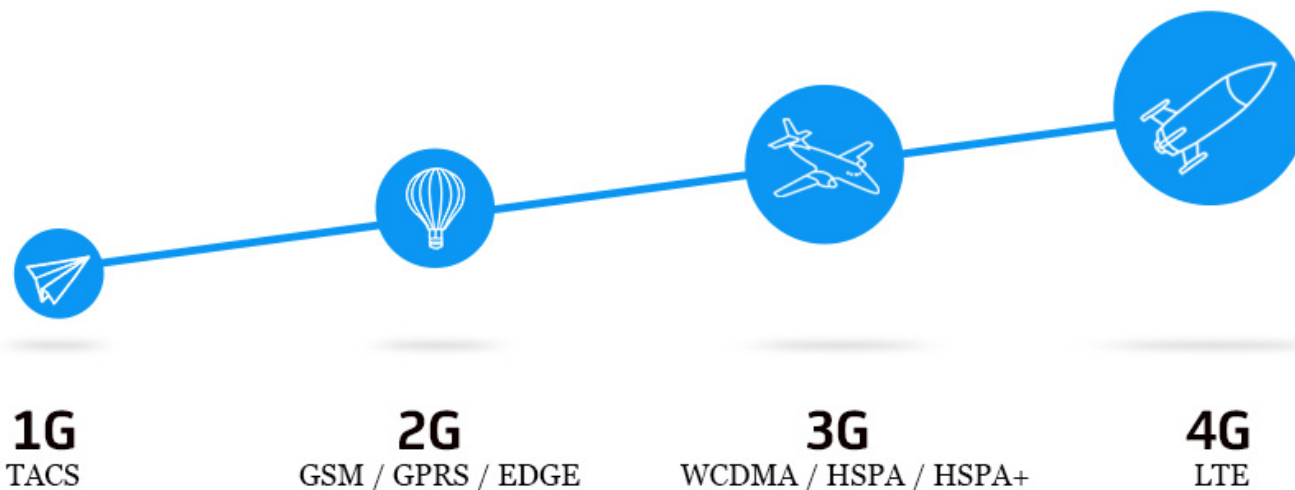 1G 2G 3G 4G
TACS GSM / GPRS / EDGE WCDMA / HSPA / HSPA+ LTE